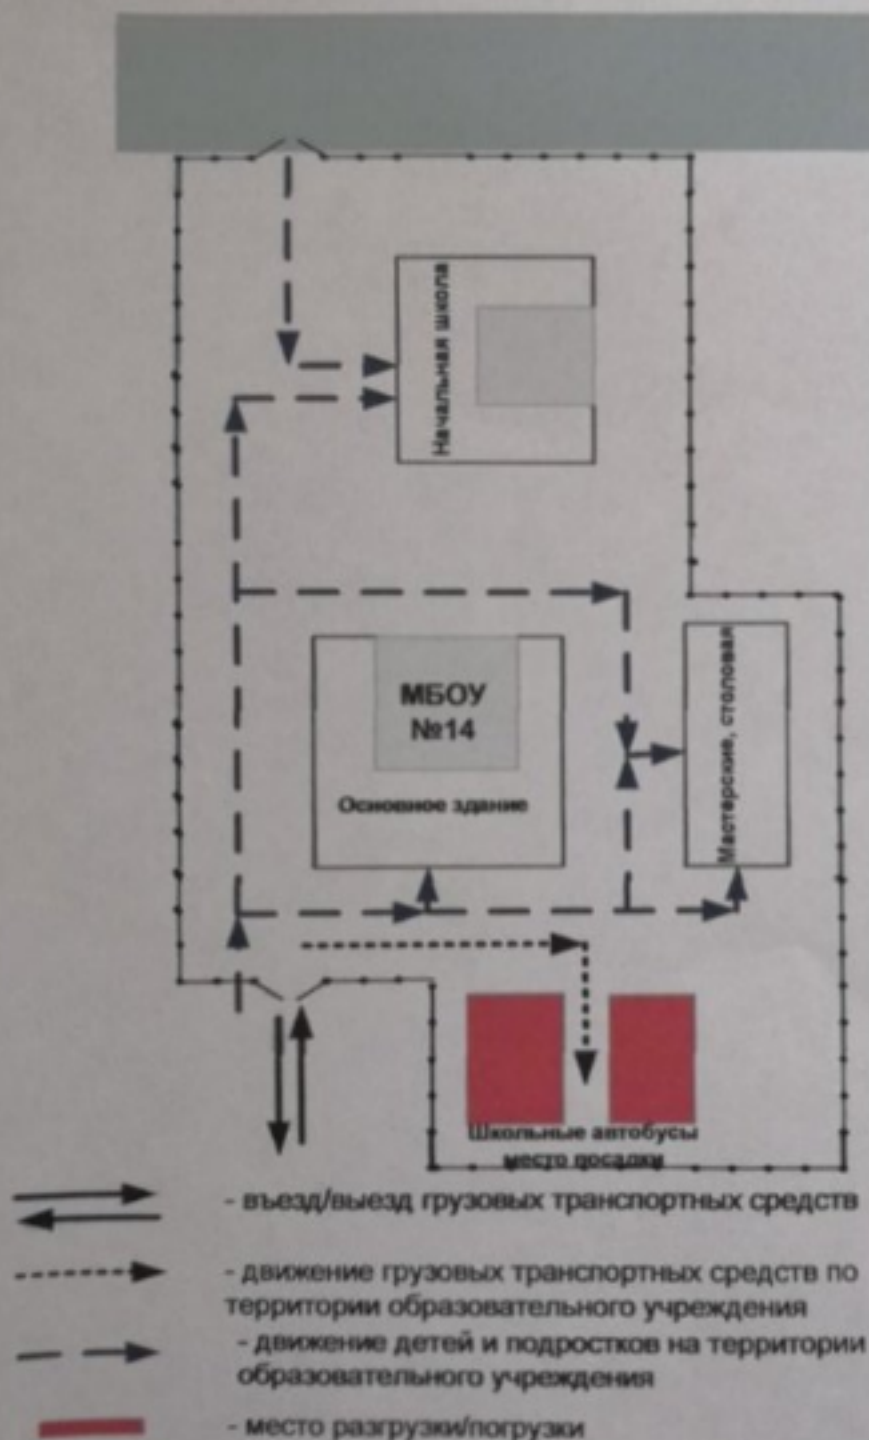 Начальная школа
МБОУ
№14
Основное здание
Мастерские, столовая
Школьные автобусы
место посадки
- въезд/выезд грузовых транспортных средств
- движение грузовых транспортных средств по
территории образовательного учреждения
- движение детей и подростков на территории
образовательного учреждения
- место разгрузки/погрузки